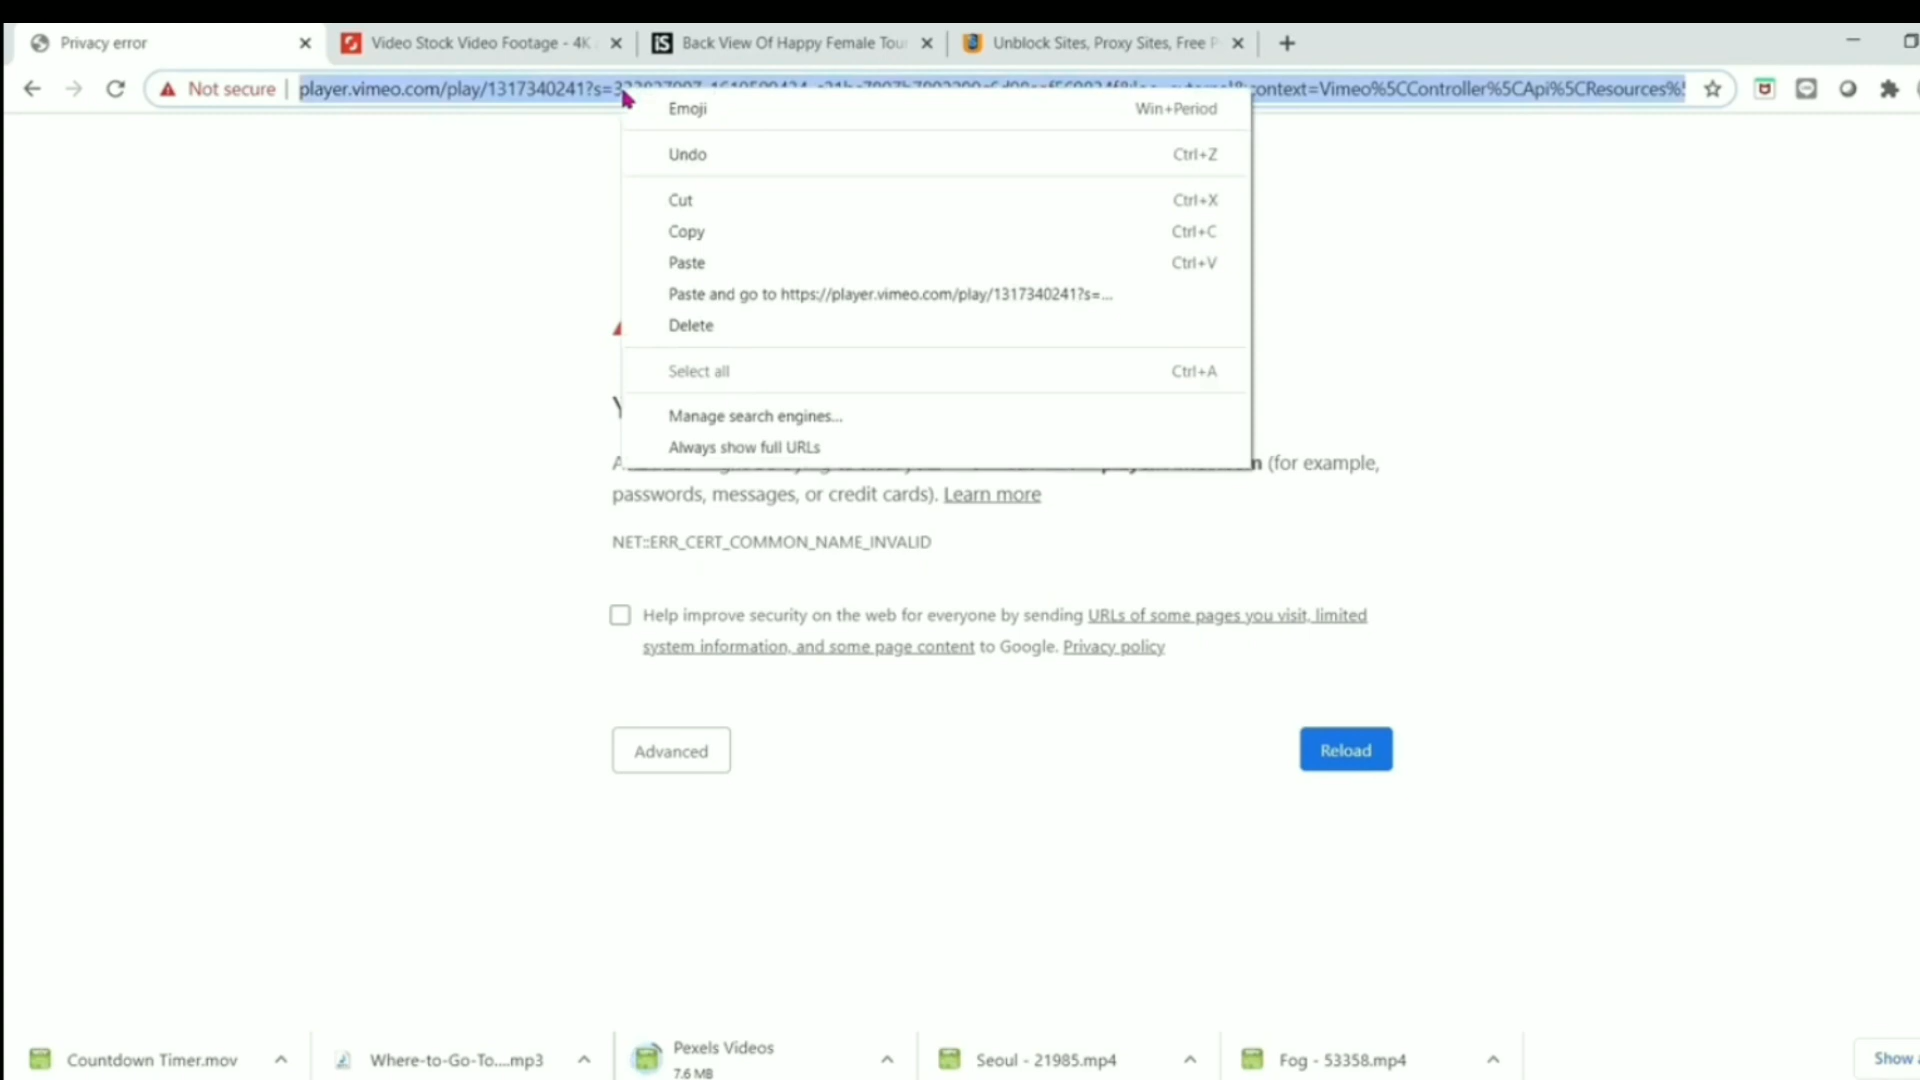 Privacy error
Video Stock Video Footage - 4K
Back View Of Happy Female Tour
Unblock Sites, Proxy Sites, Free P
Not secure
player.vimeo.com/play/1317340241?s=
context=Vimeo%5CController%5CApi%5CResources%5
Emoji Win+Period
Undo Ctrl+Z
Cut Ctrl+X
Copy Ctrl+C
Paste Ctrl+V
Paste and go to https://player.vimeo.com/play/1317340241?s=...
Delete
Select all Ctrl+A
Manage search engines...
Always show full URLs
(for example,
passwords, messages, or credit cards). Learn more
NET::ERR_CERT_COMMON_NAME_INVALID
Help improve security on the web for everyone by sending URLs of some pages you visit, limited
system information, and some page content to Google. Privacy policy
Advanced
Reload
Countdown Timer.mov
Where-to-Go-To....mp3
Pexels Videos
7.6 MB
Seoul - 21985.mp4
Fog - 53358.mp4
Show